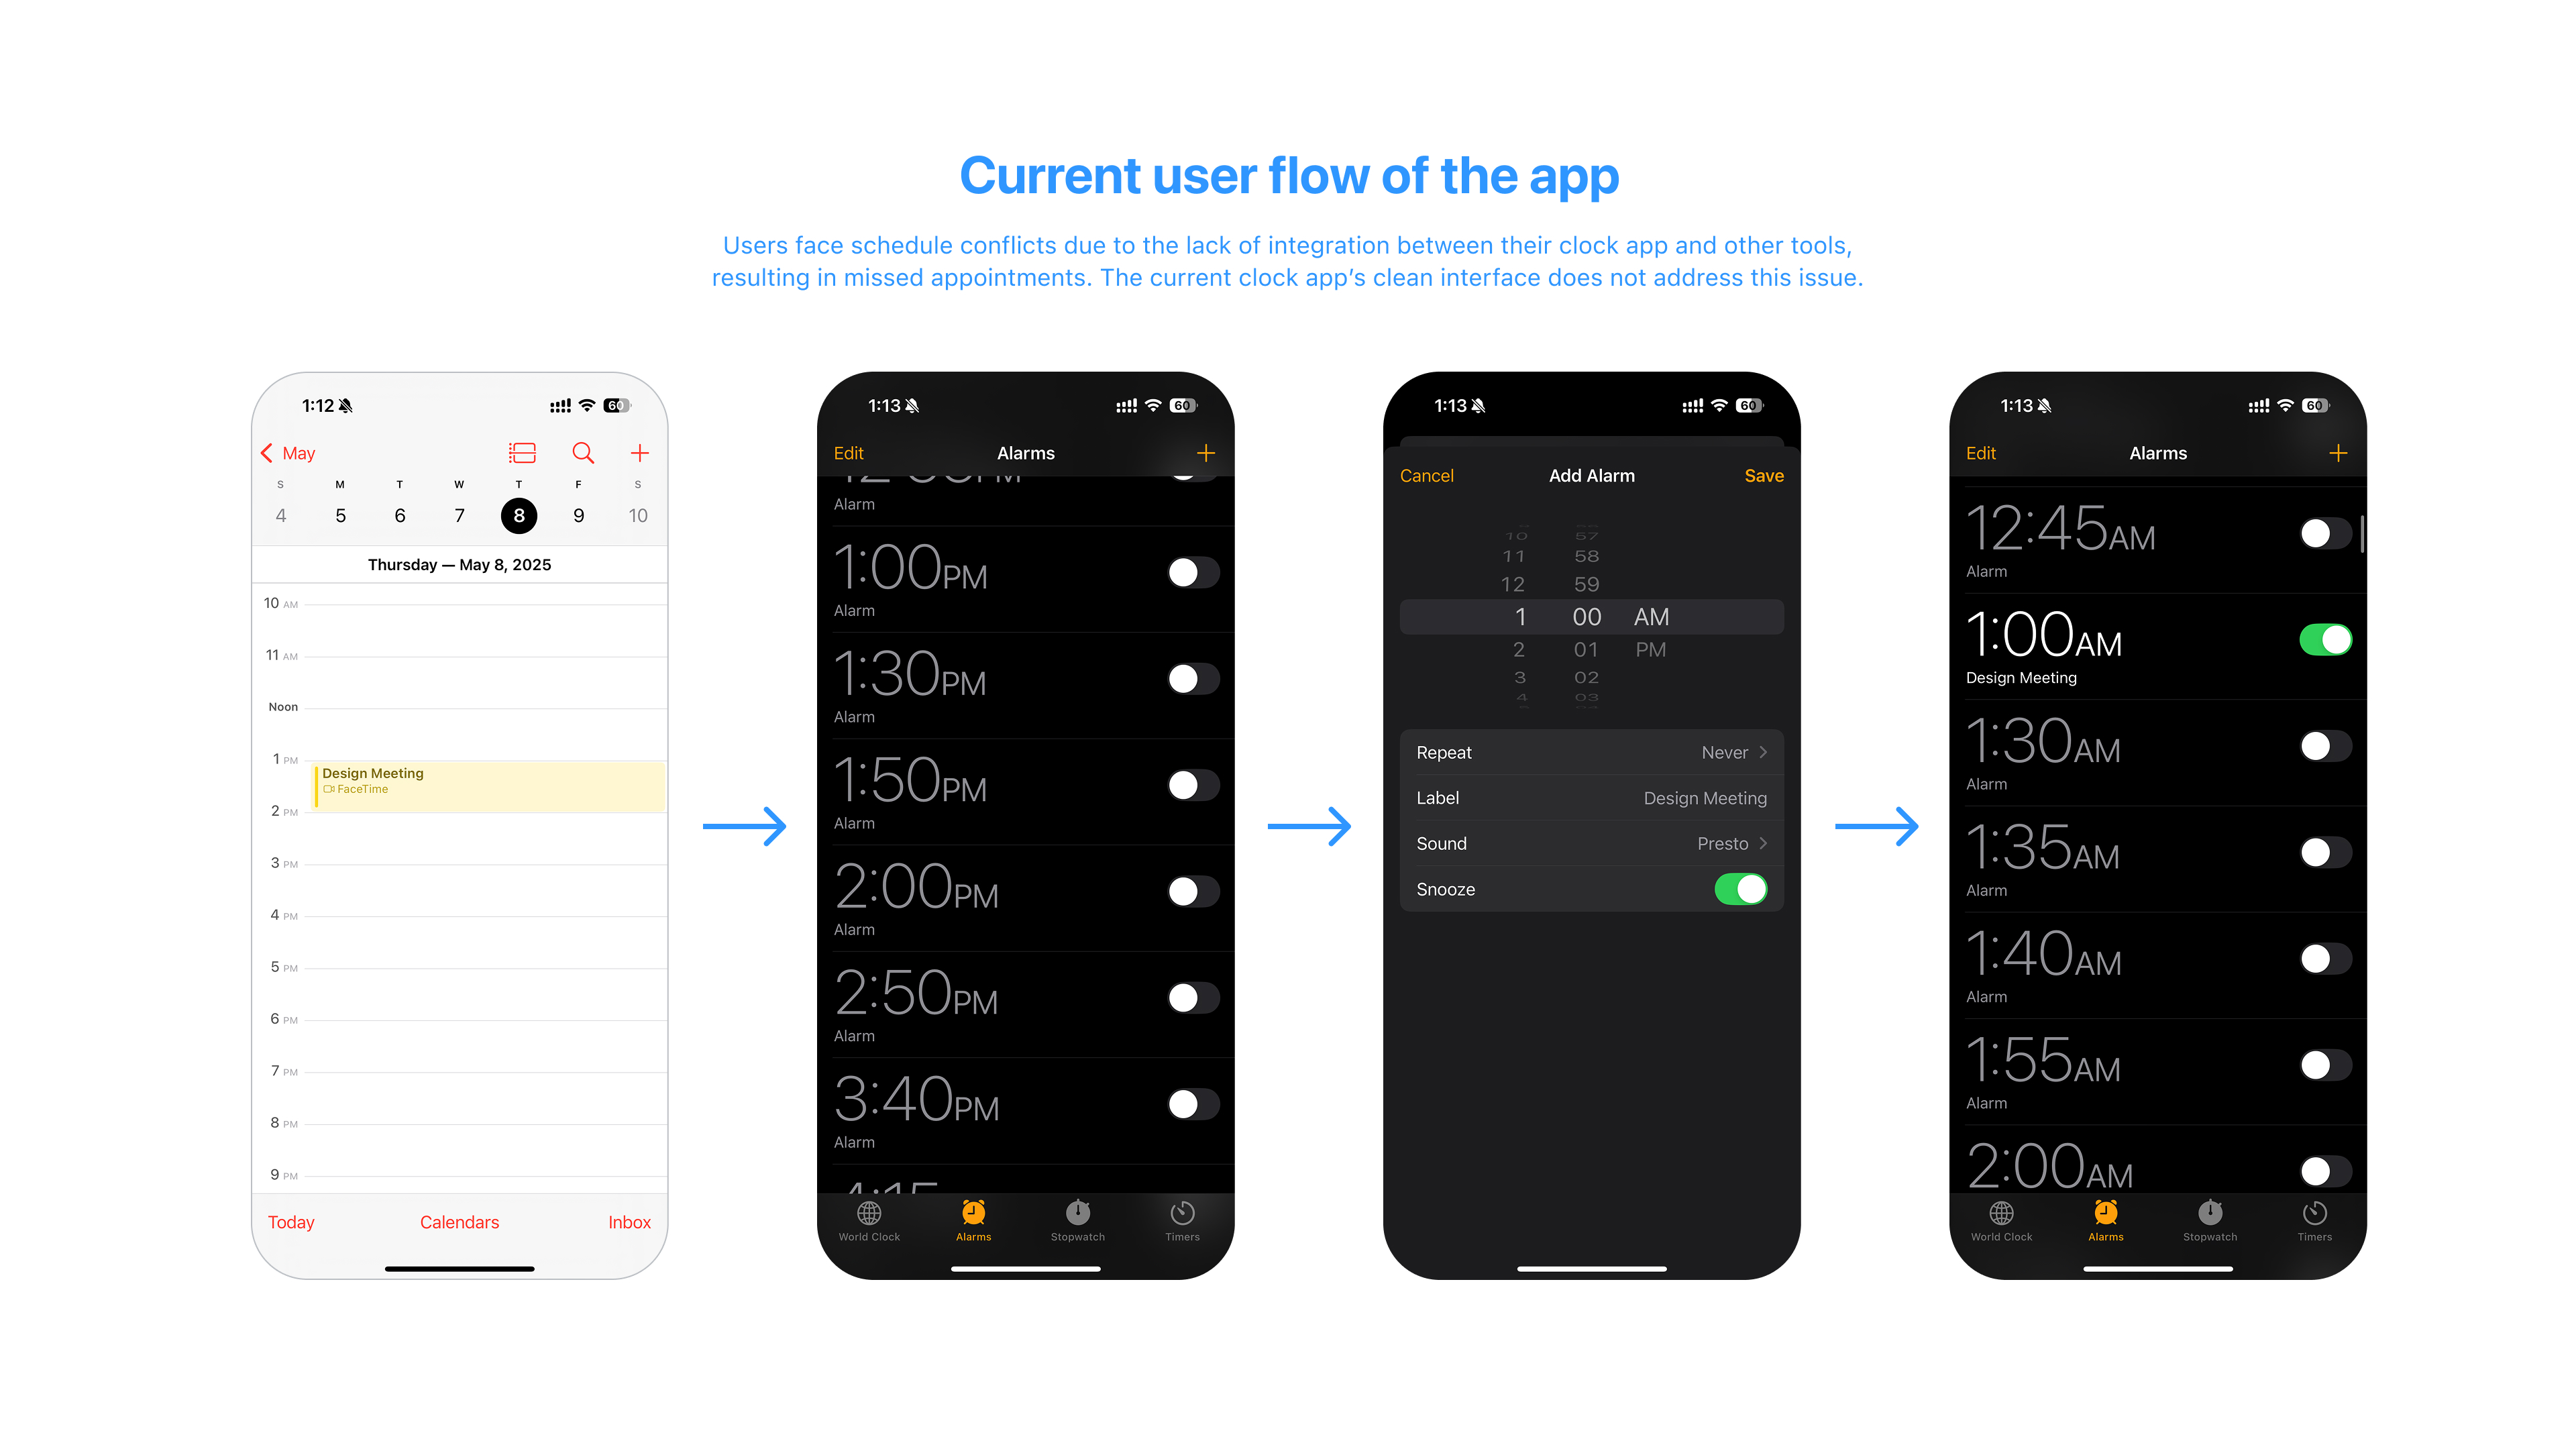 Current user flow of the app
Users face schedule conflicts due to the lack of integration between their clock app and other tools,
resulting in missed appointments. The current clock app’s clean interface does not address this issue.
1:12
60
May
S M T W T F S
4 5 6 7 8 9 10
Thursday — May 8, 2025
10 AM
11 AM
Noon
1 PM
Design Meeting
FaceTime
2 PM
3 PM
4 PM
5 PM
6 PM
7 PM
8 PM
9 PM
Today Calendars Inbox
1:13
60
Edit Alarms
Alarm
1:00PM
Alarm
1:30PM
Alarm
1:50PM
Alarm
2:00PM
Alarm
2:50PM
Alarm
3:40PM
Alarm
World Clock Alarms Stopwatch Timers
1:13
60
Cancel Add Alarm Save
10 57
11 58
12 59
1 00 AM
2 01 PM
3 02
4 03
Repeat Never
Label Design Meeting
Sound Presto
Snooze
1:13
60
Edit Alarms
12:45AM
Alarm
1:00AM
Design Meeting
1:30AM
Alarm
1:35AM
Alarm
1:40AM
Alarm
1:55AM
Alarm
2:00AM
World Clock Alarms Stopwatch Timers